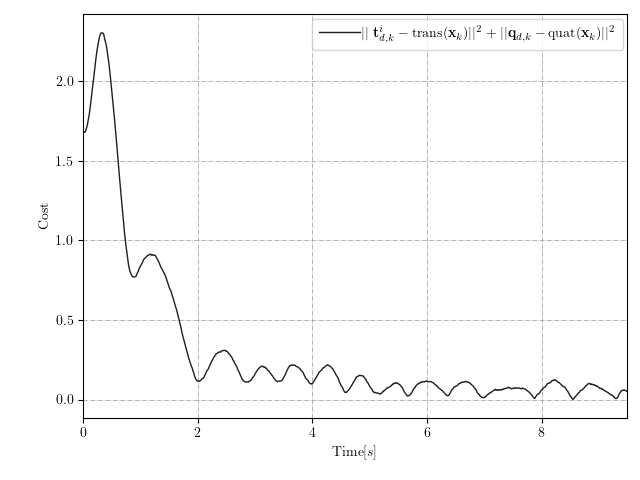 || t^i_{d,k} − trans(x_k)||² + ||q_{d,k} − quat(x_k)||²
2.0
1.5
1.0
0.5
0.0
Cost
0 2 4 6 8
Time[s]